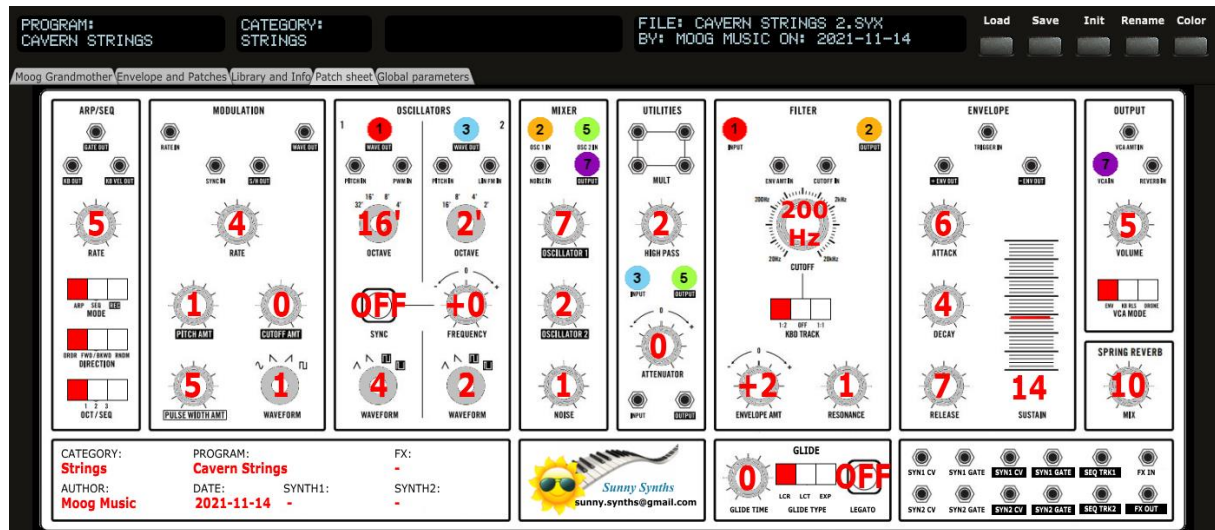 PROGRAM:
CAVERN STRINGS
CATEGORY:
STRINGS
FILE: CAVERN STRINGS 2.SYX
BY: MOOG MUSIC ON: 2021-11-14
Load Save Init Rename Color
Moog Grandmother Envelope and Patches Library and Info Patch sheet Global parameters
ARP/SEQ
GATE OUT
KB OUT KB VEL OUT
5
RATE
ARP SEQ REC
MODE
ORDR FWD/BKWD RNDM
DIRECTION
1 2 3
OCT/SEQ
MODULATION
RATE IN WAVE OUT
SYNC IN S/H OUT
4
RATE
1 0
PITCH AMT CUTOFF AMT
5 1
PULSE WIDTH AMT WAVEFORM
OSCILLATORS
1 2
1 3
WAVE OUT WAVE OUT
PITCH IN PWM IN PITCH IN LIN FM IN
32' 16' 8' 4' 16' 8' 4' 2'
16' 2'
OCTAVE OCTAVE
0
OFF +0
SYNC FREQUENCY
4 2
WAVEFORM WAVEFORM
MIXER
2 5
OSC 1 IN OSC 2 IN
7
NOISE IN OUTPUT
7
OSCILLATOR 1
2
OSCILLATOR 2
1
NOISE
UTILITIES
MULT
2
HIGH PASS
3 5
INPUT OUTPUT
0
- +
0
ATTENUATOR
INPUT OUTPUT
FILTER
1 2
INPUT OUTPUT
ENV AMT IN CUTOFF IN
200Hz 2kHz
200
Hz
20Hz 20kHz
CUTOFF
1:2 OFF 1:1
KBD TRACK
0
- +
+2 1
ENVELOPE AMT RESONANCE
ENVELOPE
TRIGGER IN
+ ENV OUT - ENV OUT
6
ATTACK
4
DECAY
7 14
RELEASE SUSTAIN
OUTPUT
VCA AMT IN
7
VCA IN REVERB IN
5
VOLUME
ENV KB RLS DRONE
VCA MODE
SPRING REVERB
10
MIX
CATEGORY: PROGRAM: FX:
Strings Cavern Strings -
AUTHOR: DATE: SYNTH1: SYNTH2:
Moog Music 2021-11-14 - -
Sunny Synths
sunny.synths@gmail.com
GLIDE
0 OFF
LCR LCT EXP
GLIDE TIME GLIDE TYPE LEGATO
SYN1 CV SYN1 GATE SYN1 CV SYN1 GATE SEQ TRK1 FX IN
SYN2 CV SYN2 GATE SYN2 CV SYN2 GATE SEQ TRK2 FX OUT